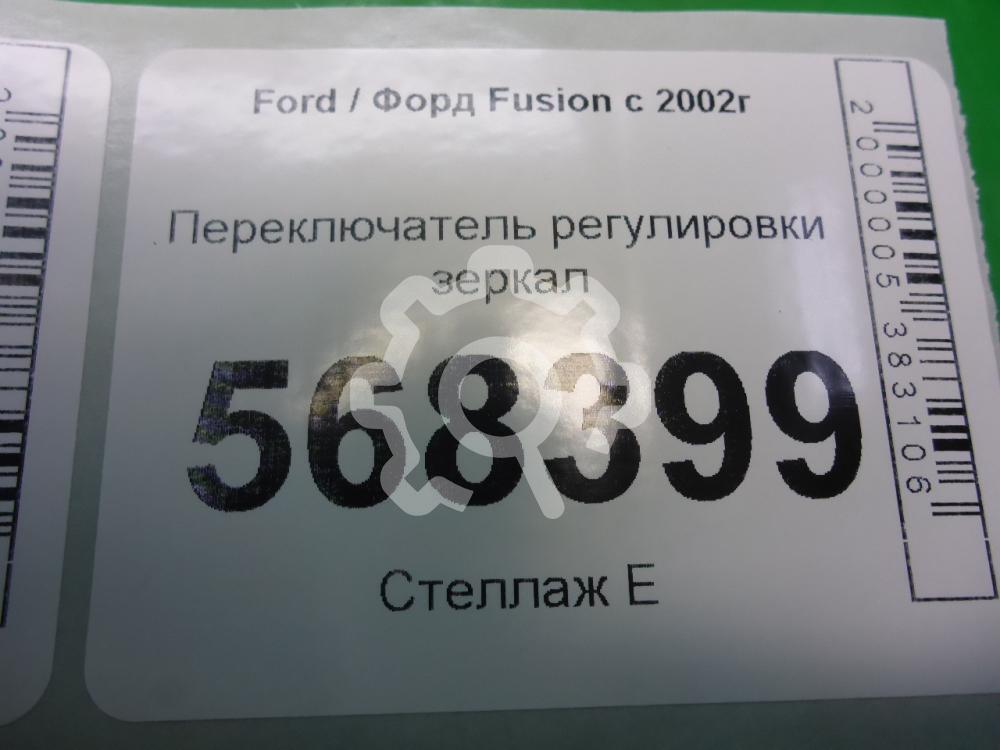 Ford / Форд Fusion с 2002г
Переключатель регулировки
зеркал
568399
Стеллаж Е
2000005383106